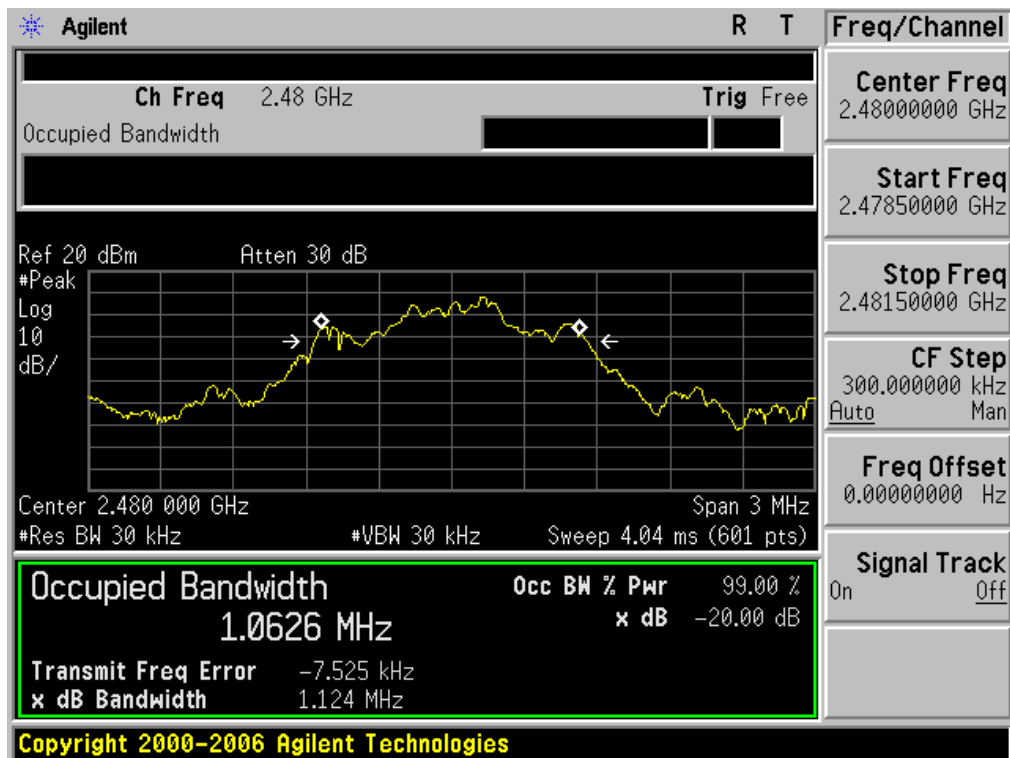 Agilent R T
Freq/Channel
Ch Freq 2.48 GHz Trig Free
Occupied Bandwidth
Center Freq
2.48000000 GHz
Start Freq
2.47850000 GHz
Stop Freq
2.48150000 GHz
CF Step
300.000000 kHz
Auto Man
Freq Offset
0.00000000 Hz
Signal Track
On Off
Ref 20 dBm Atten 30 dB
#Peak
Log
10
dB/
Center 2.480 000 GHz Span 3 MHz
#Res BW 30 kHz #VBW 30 kHz Sweep 4.04 ms (601 pts)
Occupied Bandwidth Occ BW % Pwr 99.00 %
1.0626 MHz x dB -20.00 dB
Transmit Freq Error -7.525 kHz
x dB Bandwidth 1.124 MHz
Copyright 2000-2006 Agilent Technologies